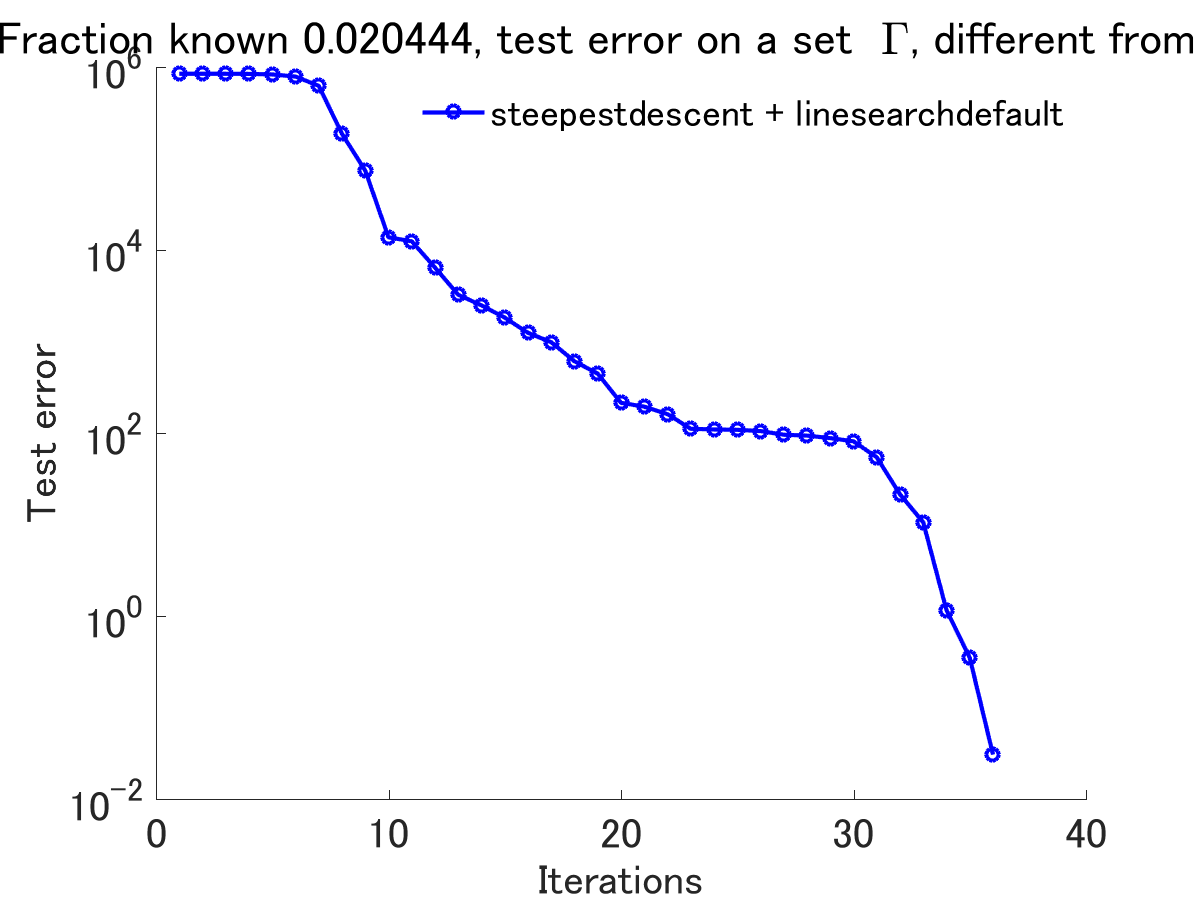 Fraction known 0.020444, test error on a set Γ, different from
10^6
steepestdescent + linesearchdefault
10^4
10^2
10^0
10^-2
Test error
0 10 20 30 40
Iterations